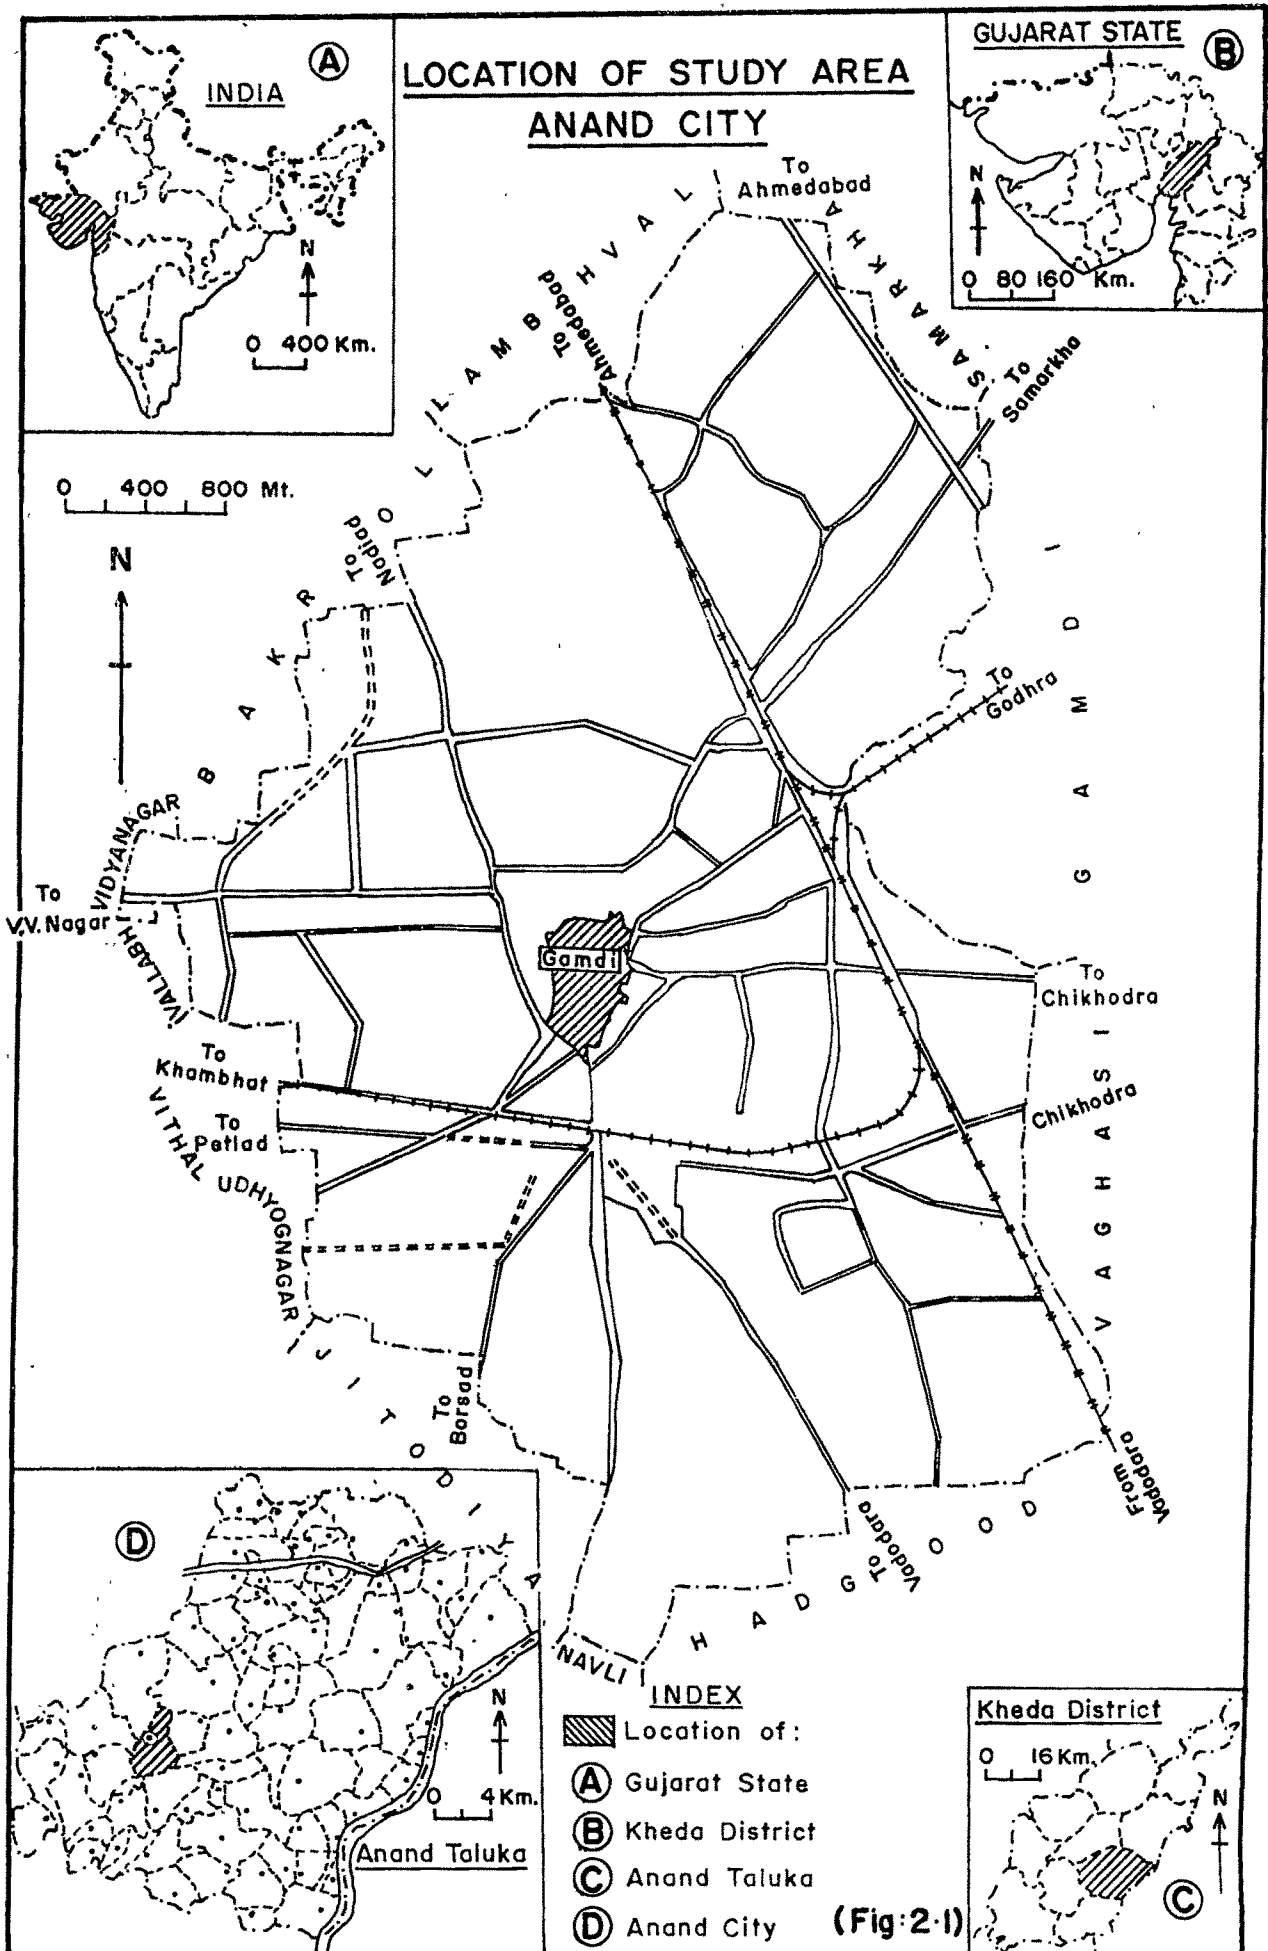 LOCATION OF STUDY AREA
ANAND CITY
A
INDIA
N
0 400 Km.
GUJARAT STATE
B
N
0 80 160 Km.
To
Ahmedabad
LAMBHVAL
SAMARKHA
To
Ahmedabad
To
Samarkha
0 400 800 Mt.
N
BAKROL
To
Nadiad
GAMDI
To
Godhra
VALLABH VIDYANAGAR
To
V.V. Nagar
Gamdi
To
Chikhodra
To
Khambhat
Chikhodra
To
Petlad
VITHAL UDHYOGNAGAR
VAGHASI
JITODIYA
To
Borsad
From
Vadodara
To
Vadodara
HADGOOD
NAVLI
D
N
0 4 Km.
Anand Taluka
INDEX
Location of:
A Gujarat State
B Kheda District
C Anand Taluka
D Anand City
(Fig:2.1)
Kheda District
0 16 Km.
N
C